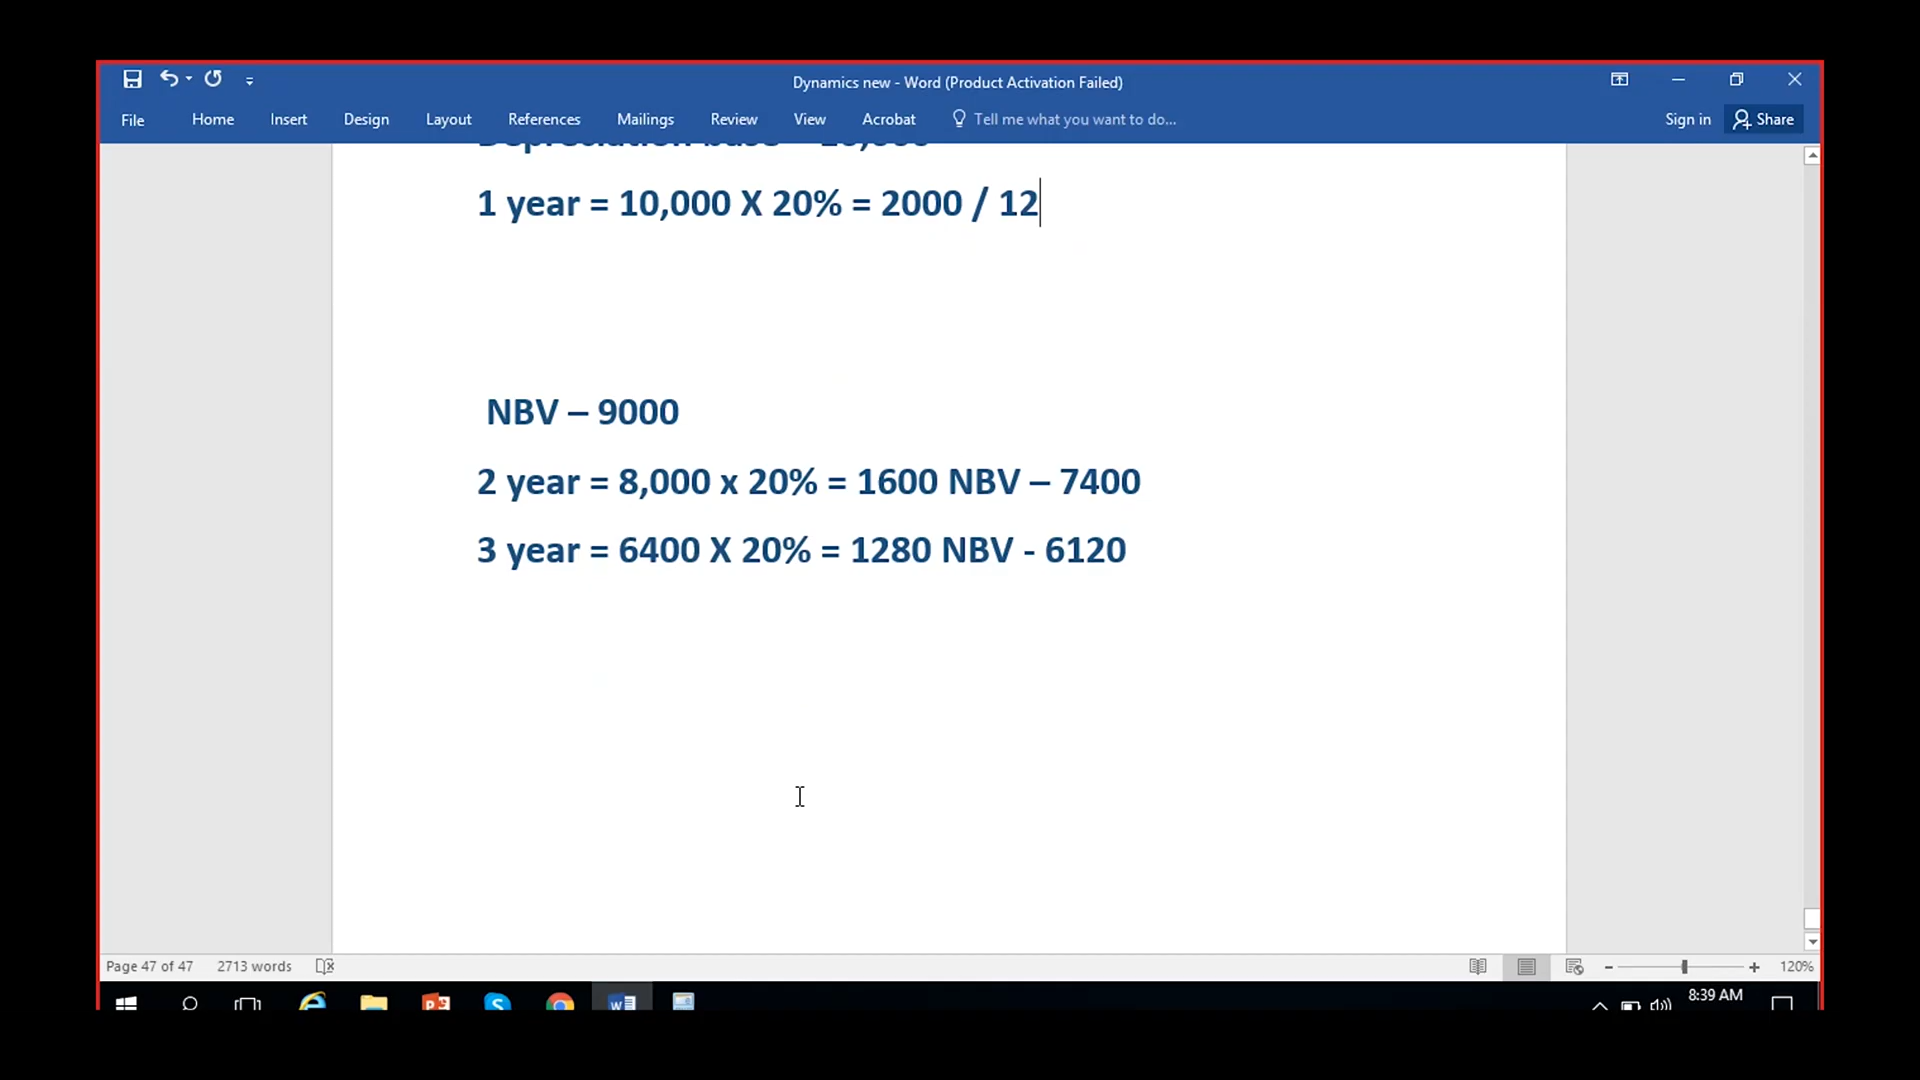 Dynamics new - Word (Product Activation Failed)
File Home Insert Design Layout References Mailings Review View Acrobat Tell me what you want to do... Sign in Share
1 year = 10,000 X 20% = 2000 / 12
NBV – 9000
2 year = 8,000 x 20% = 1600 NBV – 7400
3 year = 6400 X 20% = 1280 NBV - 6120
Page 47 of 47 2713 words 120%
8:39 AM